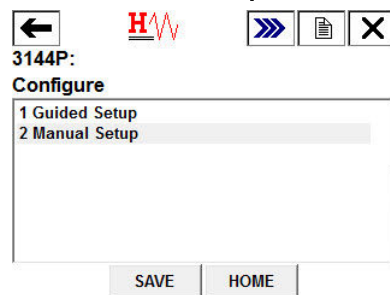 H
3144P:
Configure
1 Guided Setup
2 Manual Setup
SAVE HOME